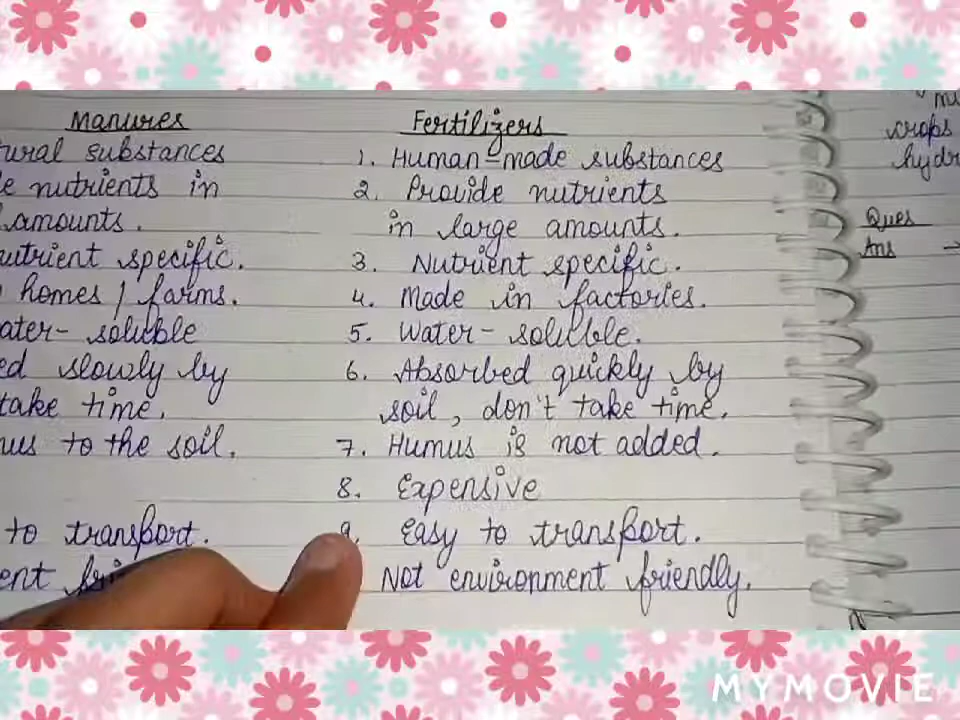 Manures
ural substances
e nutrients in
amounts.
utrient specific.
homes / farms.
ater-soluble
ed slowly by
take time.
us to the soil.
to transport.
ent
Fertilizers
1. Human-made substances
2. Provide nutrients
in large amounts.
3. Nutrient specific.
4. Made in factories.
5. Water-soluble.
6. Absorbed quickly by
soil, don't take time.
7. Humus is not added.
8. Expensive
9. Easy to transport.
Not environment friendly.
crops
hydr
Ques
Ans →
MYMOVIE